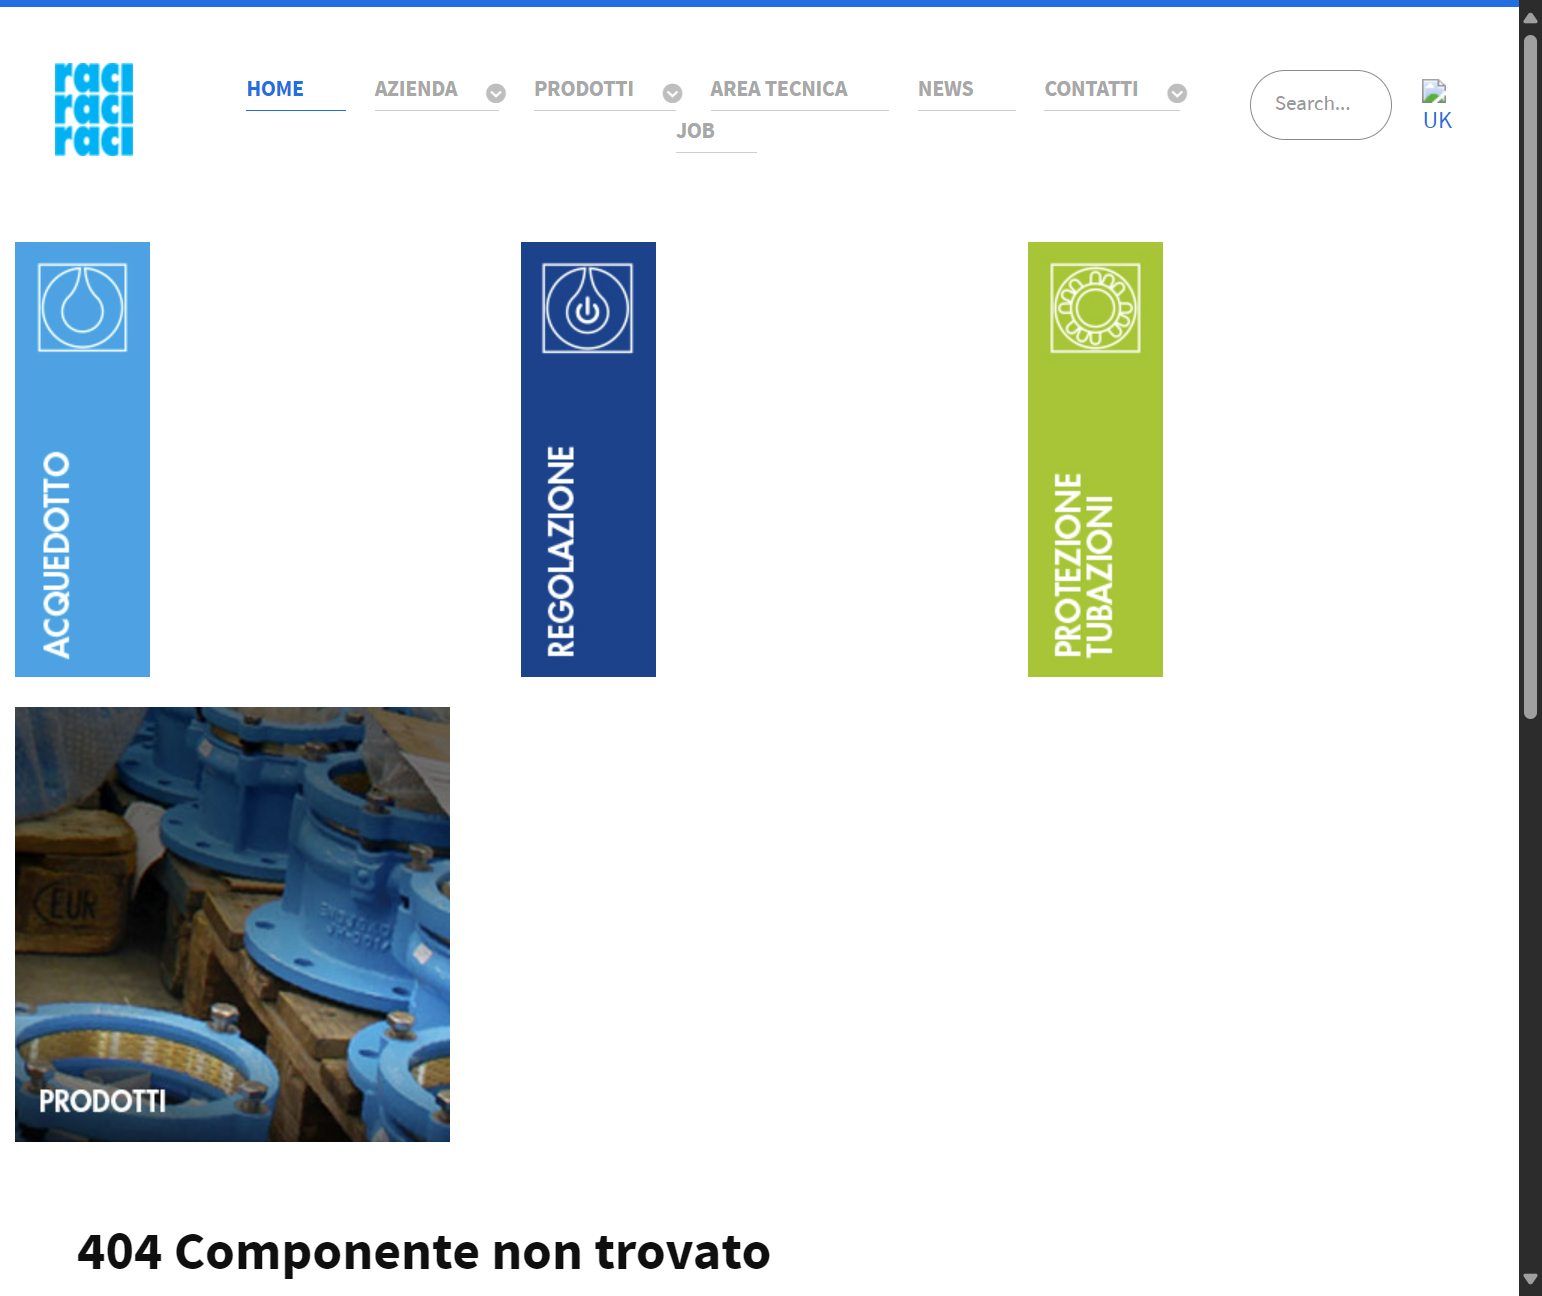 raci
raci
raci
HOME
AZIENDA
PRODOTTI
AREA TECNICA
NEWS
CONTATTI
JOB
Search...
UK
ACQUEDOTTO
REGOLAZIONE
PROTEZIONE
TUBAZIONI
EUR
PRODOTTI
404 Componente non trovato